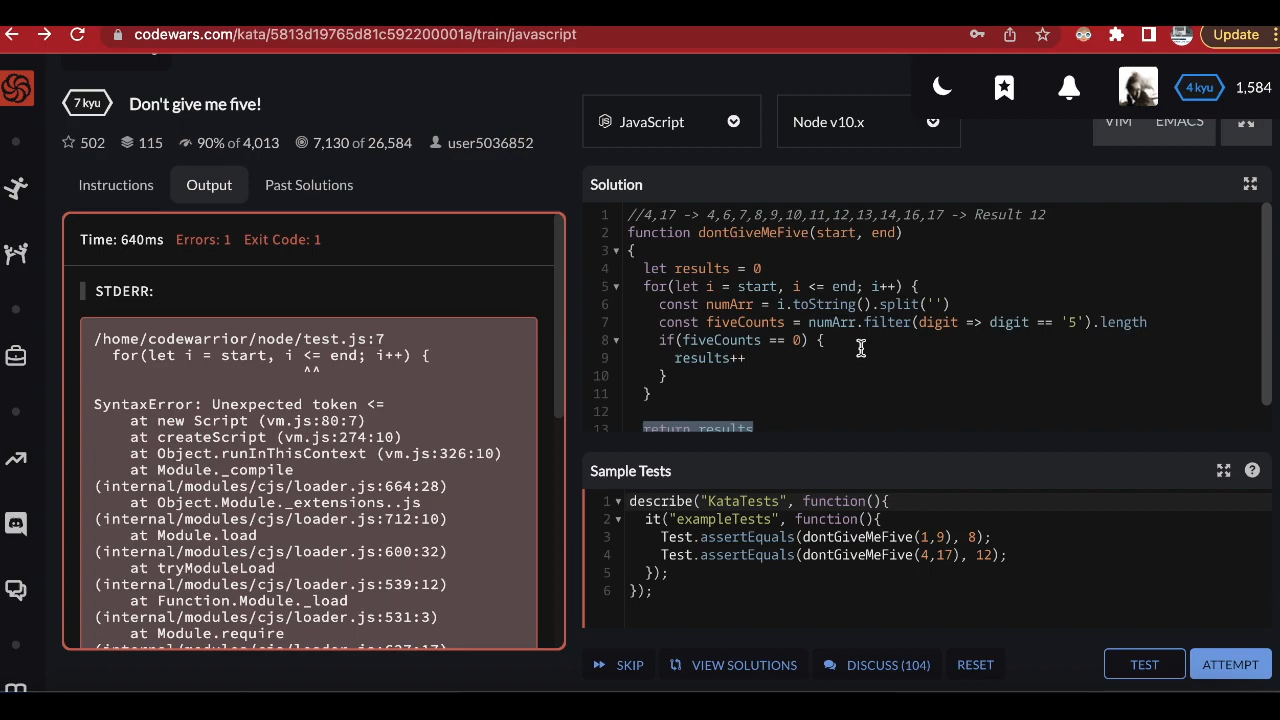 codewars.com/kata/5813d19765d81c592200001a/train/javascript
Update
7 kyu
Don't give me five!
4 kyu
1,584
502
115
90% of 4,013
7,130 of 26,584
user5036852
JavaScript
Node v10.x
VIM
EMACS
Instructions
Output
Past Solutions
Time: 640ms Errors: 1 Exit Code: 1
STDERR:
/home/codewarrior/node/test.js:7
for(let i = start, i <= end; i++) {
^^
SyntaxError: Unexpected token <=
at new Script (vm.js:80:7)
at createScript (vm.js:274:10)
at Object.runInThisContext (vm.js:326:10)
at Module._compile
(internal/modules/cjs/loader.js:664:28)
at Object.Module._extensions..js
(internal/modules/cjs/loader.js:712:10)
at Module.load
(internal/modules/cjs/loader.js:600:32)
at tryModuleLoad
(internal/modules/cjs/loader.js:539:12)
at Function.Module._load
(internal/modules/cjs/loader.js:531:3)
at Module.require
Solution
1 //4,17 -> 4,6,7,8,9,10,11,12,13,14,16,17 -> Result 12
2 function dontGiveMeFive(start, end)
3 {
4 let results = 0
5 for(let i = start, i <= end; i++) {
6 const numArr = i.toString().split('')
7 const fiveCounts = numArr.filter(digit => digit == '5').length
8 if(fiveCounts == 0) {
9 results++
10 }
11 }
12
13 return results
Sample Tests
1 describe("KataTests", function(){
2 it("exampleTests", function(){
3 Test.assertEquals(dontGiveMeFive(1,9), 8);
4 Test.assertEquals(dontGiveMeFive(4,17), 12);
5 });
6 });
SKIP
VIEW SOLUTIONS
DISCUSS (104)
RESET
TEST
ATTEMPT